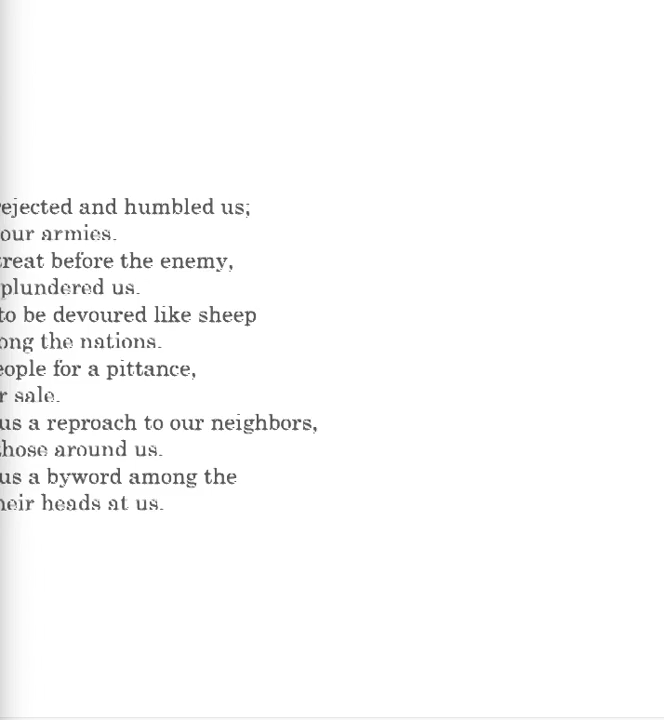 ejected and humbled us;
our armies.
treat before the enemy,
plundered us.
to be devoured like sheep
ong the nations.
eople for a pittance,
r sale.
us a reproach to our neighbors,
those around us.
us a byword among the
heir heads at us.